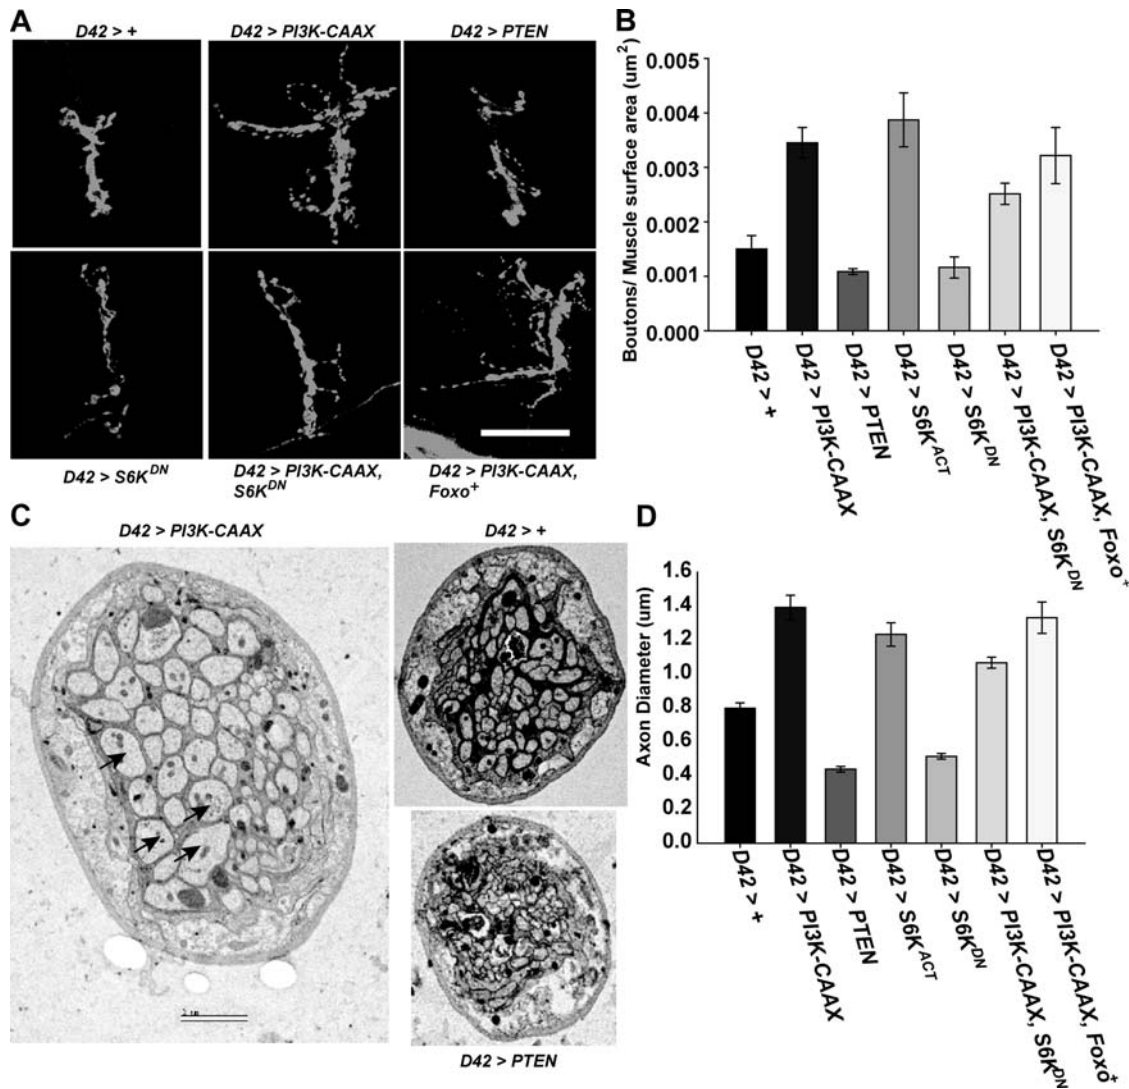 A
D42 > +
D42 > PI3K-CAAX
D42 > PTEN
D42 > S6K^DN
D42 > PI3K-CAAX,
S6K^DN
D42 > PI3K-CAAX,
Foxo^+
B
Boutons/ Muscle surface area (um^2)
0.005
0.004
0.003
0.002
0.001
0.000
D42 > +
D42 > PI3K-CAAX
D42 > PTEN
D42 > S6K^ACT
D42 > S6K^DN
D42 > PI3K-CAAX, S6K^DN
D42 > PI3K-CAAX, Foxo^+
C
D42 > PI3K-CAAX
D42 > +
D42 > PTEN
D
Axon Diameter (um)
1.6
1.4
1.2
1.0
0.8
0.6
0.4
0.2
0.0
D42 > +
D42 > PI3K-CAAX
D42 > PTEN
D42 > S6K^ACT
D42 > S6K^DN
D42 > PI3K-CAAX, S6K^DN
D42 > PI3K-CAAX, Foxo^+